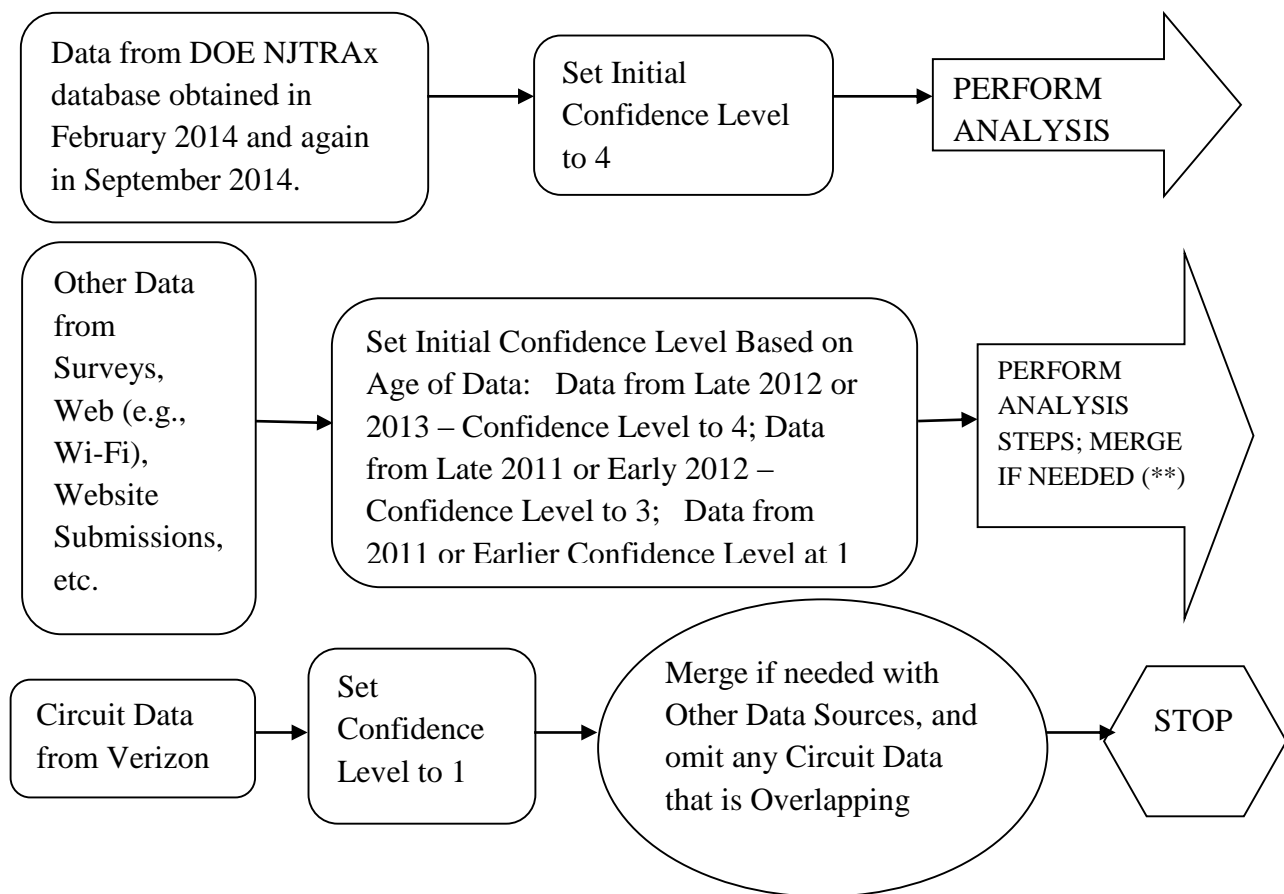 Data from DOE NJTRAx
database obtained in
February 2014 and again
in September 2014.
Set Initial
Confidence Level
to 4
PERFORM
ANALYSIS
Other Data
from
Surveys,
Web (e.g.,
Wi-Fi),
Website
Submissions,
etc.
Set Initial Confidence Level Based on
Age of Data:   Data from Late 2012 or
2013 – Confidence Level to 4; Data
from Late 2011 or Early 2012 –
Confidence Level to 3;   Data from
2011 or Earlier Confidence Level at 1
PERFORM
ANALYSIS
STEPS; MERGE
IF NEEDED (**)
Circuit Data
from Verizon
Set
Confidence
Level to 1
Merge if needed with
Other Data Sources, and
omit any Circuit Data
that is Overlapping
STOP